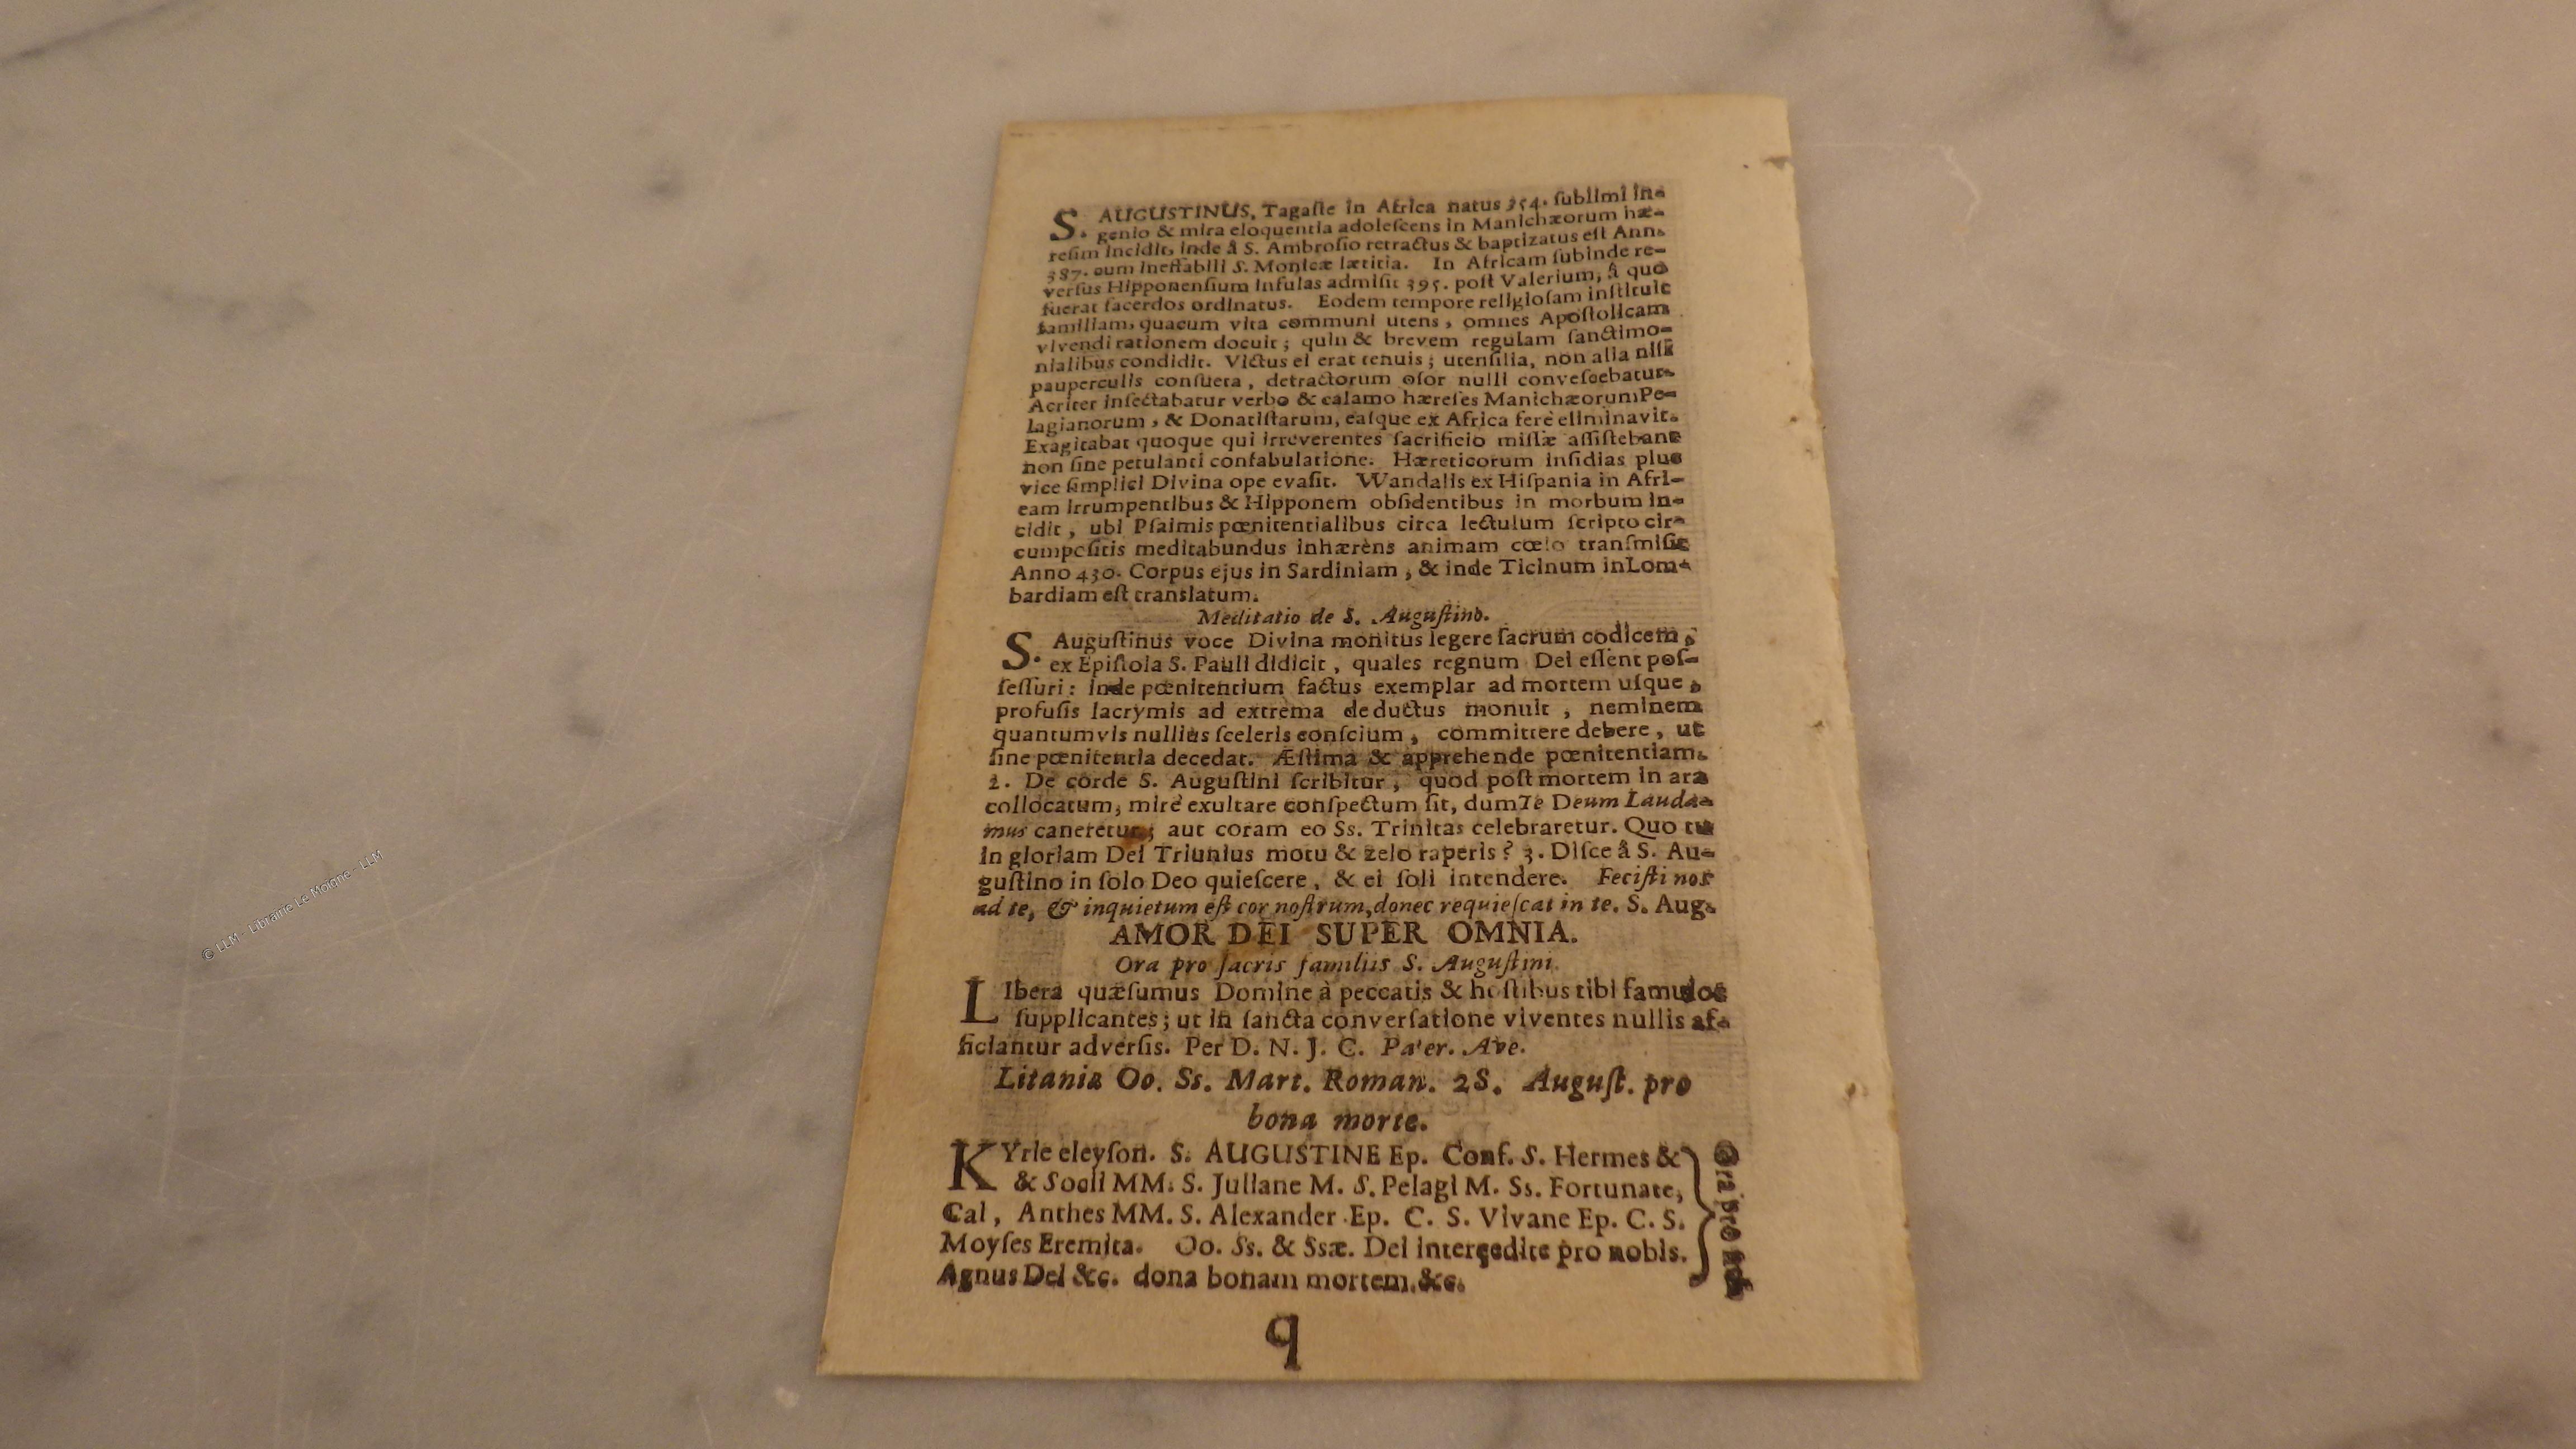 S. AUGUSTINUS, Tagaſte in Africa natus 354. ſublimi in-
genio & mira eloquentia adoleſcens in Manichæorum hæ-
reſim incidit, inde â S. Ambroſio retractus & baptizatus eſt Ann.
387. cum ineffabili S. Monicæ lætitia. In Africam ſubinde re-
verſus Hipponenſium inſulas admiſit 395. poſt Valerium, â quo
fuerat ſacerdos ordinatus. Eodem tempore religioſam inſtituit
familiam, quacum vita communi utens, omnes Apoſtolicam
vivendi rationem docuit; quin & brevem regulam ſanctimo-
nialibus condidit. Victus ei erat tenuis; utenſilia, non alia niſi
pauperculis conſueta, detractorum oſor nulli conveſcebatur.
Acriter inſectabatur verbo & calamo hæreſes Manichæorum Pe-
lagianorum, & Donatiſtarum, eaſque ex Africa ferè eliminavit.
Exagitabat quoque qui irreverentes ſacrificio miſſæ aſſiſtebant
non ſine petulanti confabulatione. Hæreticorum inſidias plus
vice ſimplici Divina ope evaſit. Wandalis ex Hiſpania in Afri-
cam irrumpentibus & Hipponem obſidentibus in morbum in-
cidit, ubi Pſalmis pœnitentialibus circa lectulum ſcripto cir-
cumpoſitis meditabundus inhærèns animam cœlo tranſmiſit
Anno 430. Corpus ejus in Sardiniam, & inde Ticinum in Lom-
bardiam eſt translatum.
Meditatio de S. Auguſtino.
S. Auguſtinus voce Divina monitus legere ſacrum codicem,
ex Epiſtola S. Pauli didicit, quales regnum Dei eſſent poſ-
ſeſſuri: inde pœnitentium factus exemplar ad mortem uſque,
profuſis lacrymis ad extrema deductus monuit, neminem
quantumvis nullius ſceleris conſcium, committere debere, ut
ſine pœnitentia decedat. Æſtima & apprehende pœnitentiam.
2. De corde S. Auguſtini ſcribitur, quod poſt mortem in ara
collocatum, mirè exultare conſpectum ſit, dum Te Deum Lauda-
mus caneretur; aut coram eo Ss. Trinitas celebraretur. Quo tu
in gloriam Dei Triunius motu & zelo raperis? 3. Diſce â S. Au-
guſtino in ſolo Deo quieſcere, & ei ſoli intendere. Feciſti nos
ad te, & inquietum eſt cor noſtrum, donec requieſcat in te. S. Aug.
AMOR DEI SUPER OMNIA.
Ora pro ſacris familiis S. Auguſtini.
LIbera quæſumus Domine à peccatis & hoſtibus tibi famulos
ſupplicantes; ut in ſancta converſatione viventes nullis af-
ficiantur adverſis. Per D. N. J. C. Pater. Ave.
Litaniæ Oo. Ss. Mart. Roman. 28. Auguſt. pro
bona morte.
KYrie eleyſon. S. AUGUSTINE Ep. Conf. S. Hermes &
& Socii MM. S. Juliane M. S. Pelagi M. Ss. Fortunate,
Cai, Anthes MM. S. Alexander Ep. C. S. Vivane Ep. C. S.
Moyſes Eremita. Oo. Ss. & Ssæ. Dei intercedite pro nobis.
Agnus Dei &c. dona bonam mortem. &c.
Ora pro nob.
q
© LLM - Librairie Le Moigne - LLM